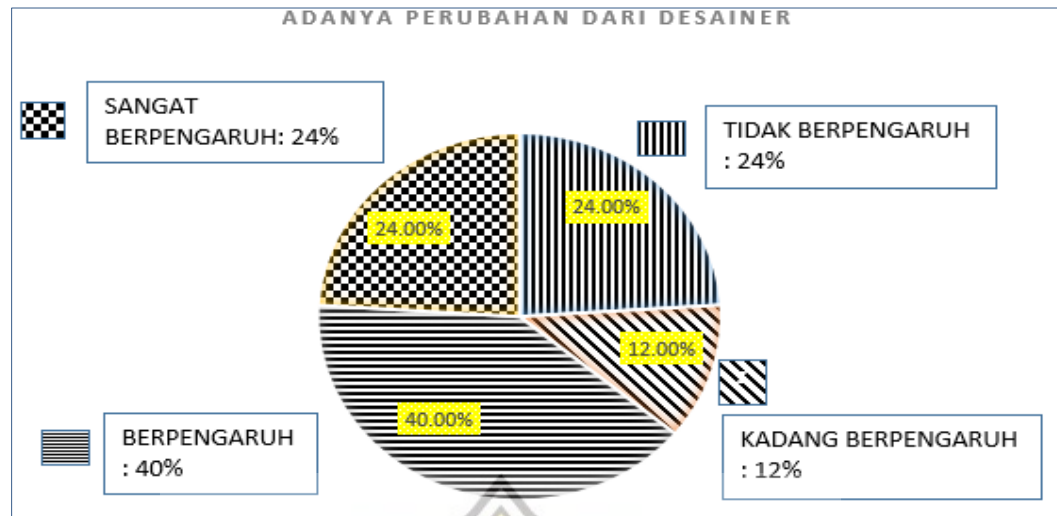 ADANYA PERUBAHAN DARI DESAINER
SANGAT
BERPENGARUH: 24%
TIDAK BERPENGARUH
: 24%
24.00%
24.00%
12.00%
40.00%
BERPENGARUH
: 40%
KADANG BERPENGARUH
: 12%